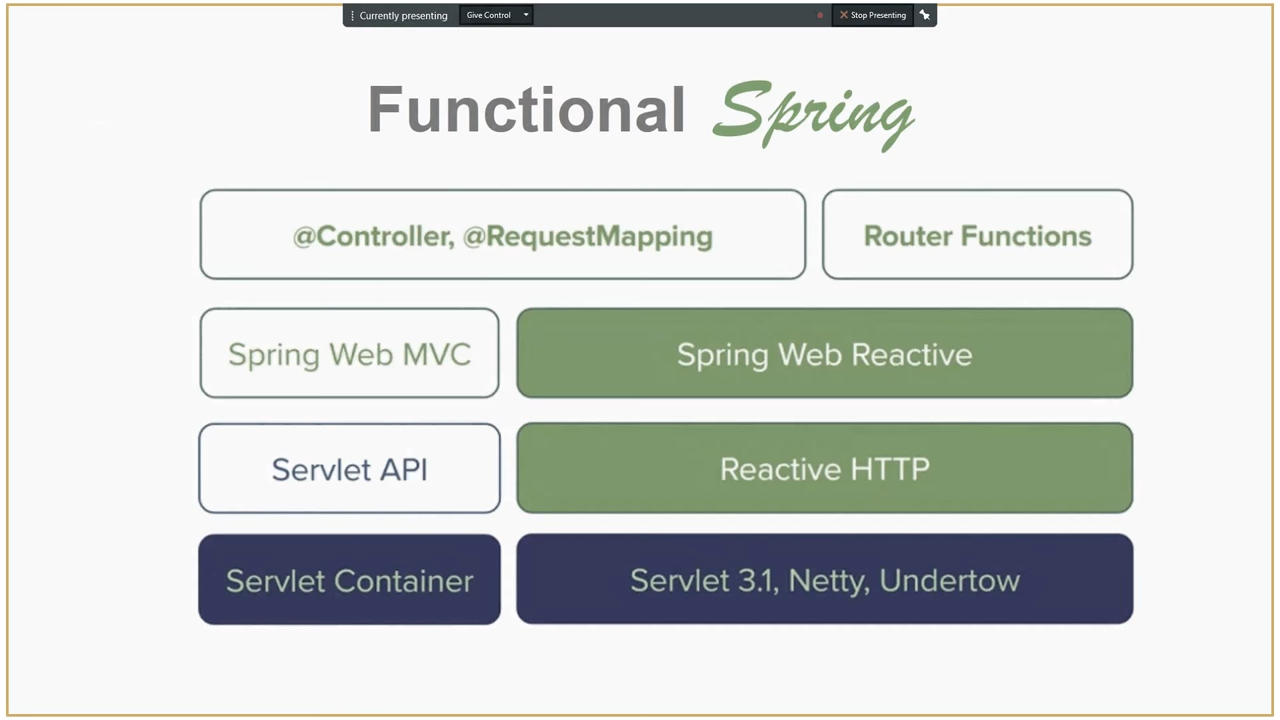 Currently presenting Give Control Stop Presenting
Functional Spring
@Controller, @RequestMapping Router Functions
Spring Web MVC Spring Web Reactive
Servlet API Reactive HTTP
Servlet Container Servlet 3.1, Netty, Undertow